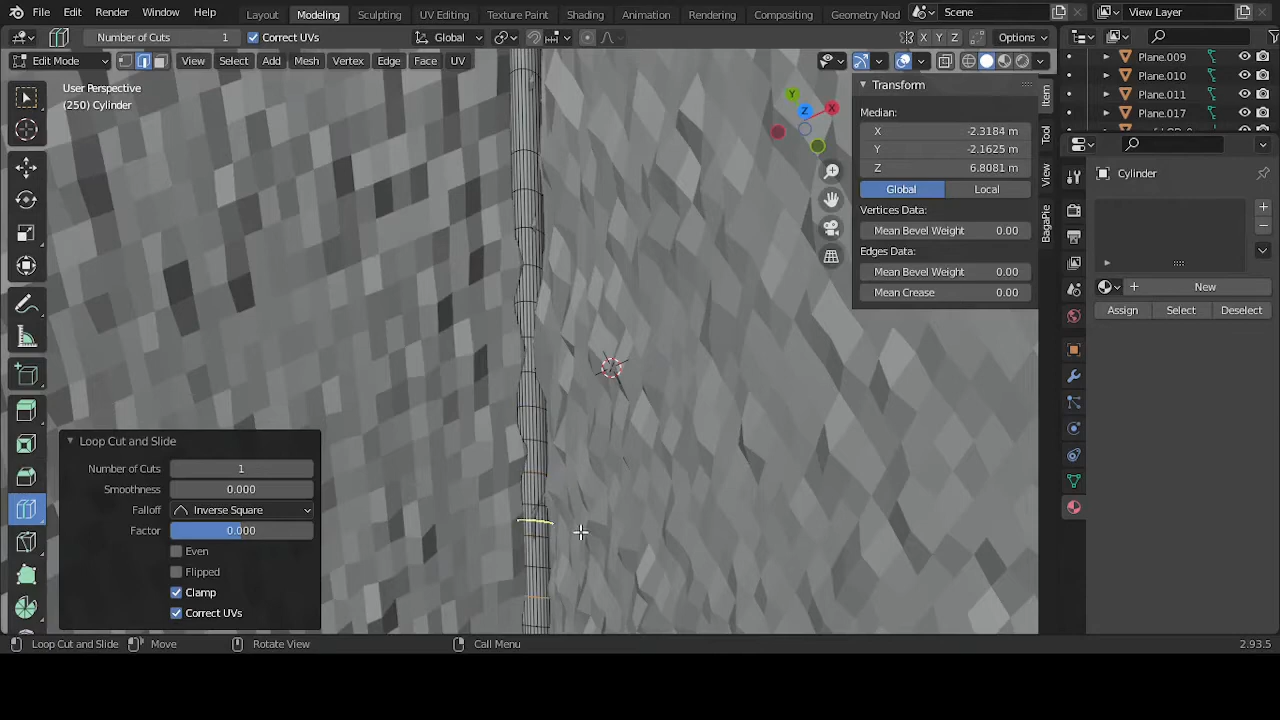 File Edit Render Window Help Layout Modeling Sculpting UV Editing Texture Paint Shading Animation Rendering Compositing Geometry Nod Scene View Layer
Number of Cuts 1 Correct UVs Global X Y Z Options
Edit Mode View Select Add Mesh Vertex Edge Face UV
User Perspective
(250) Cylinder
Y
X
Z
Transform
Median:
X -2.3184 m
Y -2.1625 m
Z 6.8081 m
Global Local
Vertices Data:
Mean Bevel Weight 0.00
Edges Data:
Mean Bevel Weight 0.00
Mean Crease 0.00
Item
Tool
View
BagaPie
Plane.009
Plane.010
Plane.011
Plane.017
Cylinder
New
Assign Select Deselect
Loop Cut and Slide
Number of Cuts 1
Smoothness 0.000
Falloff Inverse Square
Factor 0.000
Even
Flipped
Clamp
Correct UVs
Loop Cut and Slide Move Rotate View Call Menu 2.93.5